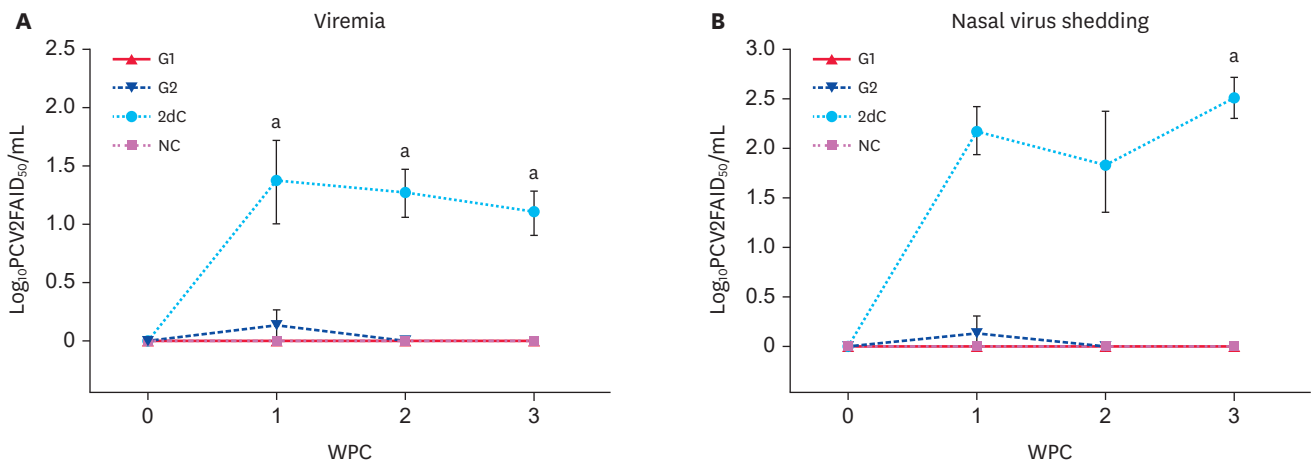 A
Viremia
2.5
2.0
1.5
1.0
0.5
0
Log₁₀PCV2FAID₅₀/mL
G1
G2
2dC
NC
a
a
a
0
1
2
3
WPC
B
Nasal virus shedding
3.0
2.5
2.0
1.5
1.0
0.5
0
Log₁₀PCV2FAID₅₀/mL
G1
G2
2dC
NC
a
0
1
2
3
WPC